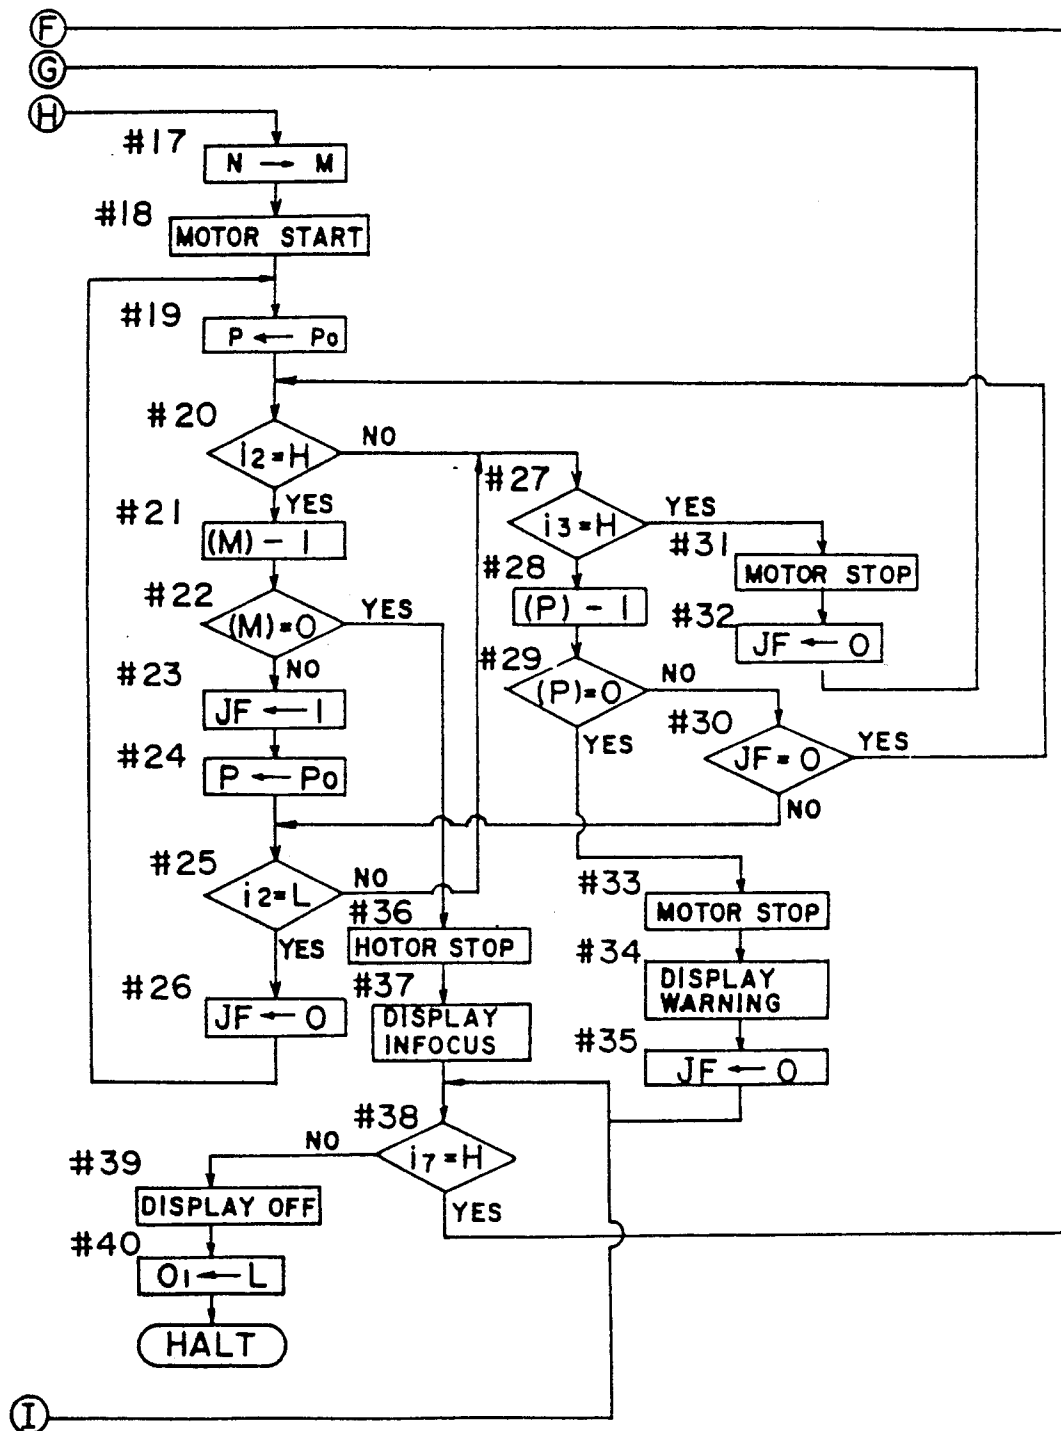 F
G
H
#17
N → M
#18
MOTOR START
#19
P ← Po
#20
i2=H
NO
YES
#21
(M) - 1
#22
(M)=0
YES
NO
#23
JF ← 1
#24
P ← Po
#25
i2=L
NO
YES
#26
JF ← 0
#27
i3=H
YES
#28
(P) - 1
#29
(P)=0
NO
YES
#30
JF=0
YES
NO
#31
MOTOR STOP
#32
JF ← 0
#33
MOTOR STOP
#34
DISPLAY
WARNING
#35
JF ← 0
#36
HOTOR STOP
#37
DISPLAY
INFOCUS
#38
i7=H
NO
YES
#39
DISPLAY OFF
#40
O1 ← L
HALT
I